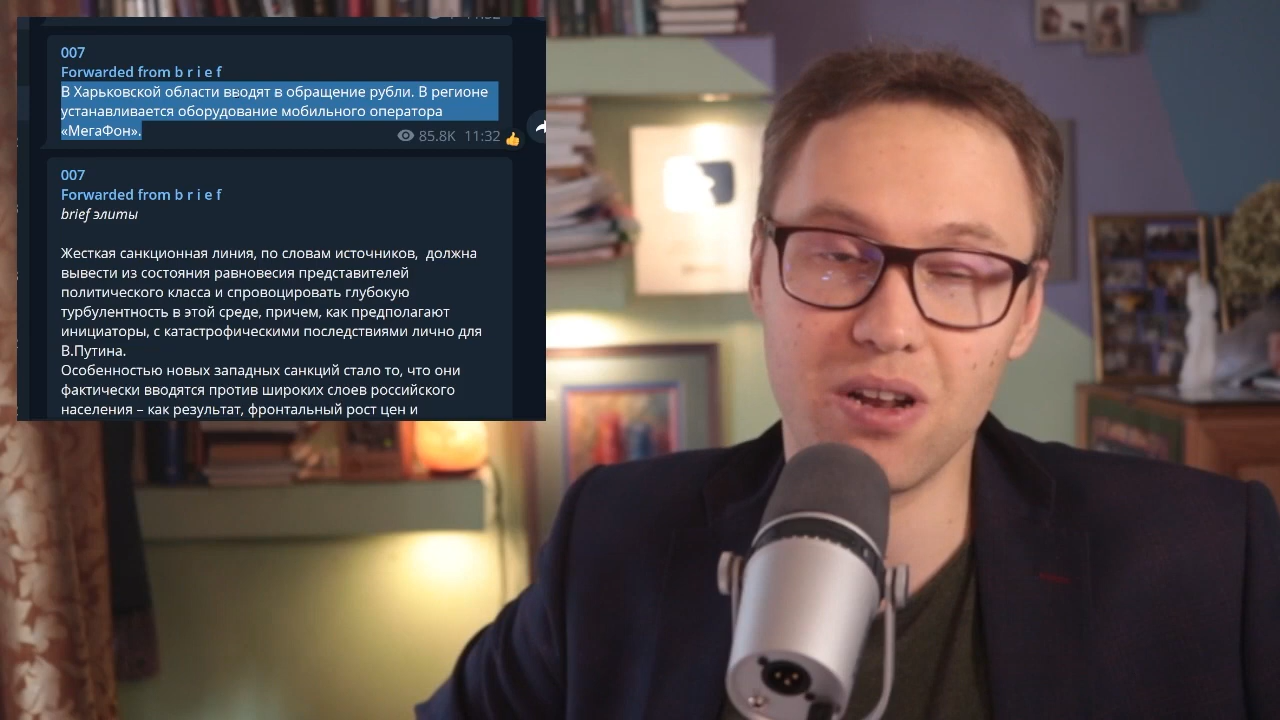 007
Forwarded from b r i e f
В Харьковской области вводят в обращение рубли. В регионе
устанавливается оборудование мобильного оператора
«МегаФон».
85.8K 11:32
007
Forwarded from b r i e f
brief элиты
Жесткая санкционная линия, по словам источников, должна
вывести из состояния равновесия представителей
политического класса и спровоцировать глубокую
турбулентность в этой среде, причем, как предполагают
инициаторы, с катастрофическими последствиями лично для
В.Путина.
Особенностью новых западных санкций стало то, что они
фактически вводятся против широких слоев российского
населения – как результат, фронтальный рост цен и